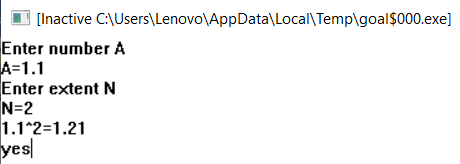 [Inactive C:\Users\Lenovo\AppData\Local\Temp\goal$000.exe]
Enter number A
A=1.1
Enter extent N
N=2
1.1^2=1.21
yes